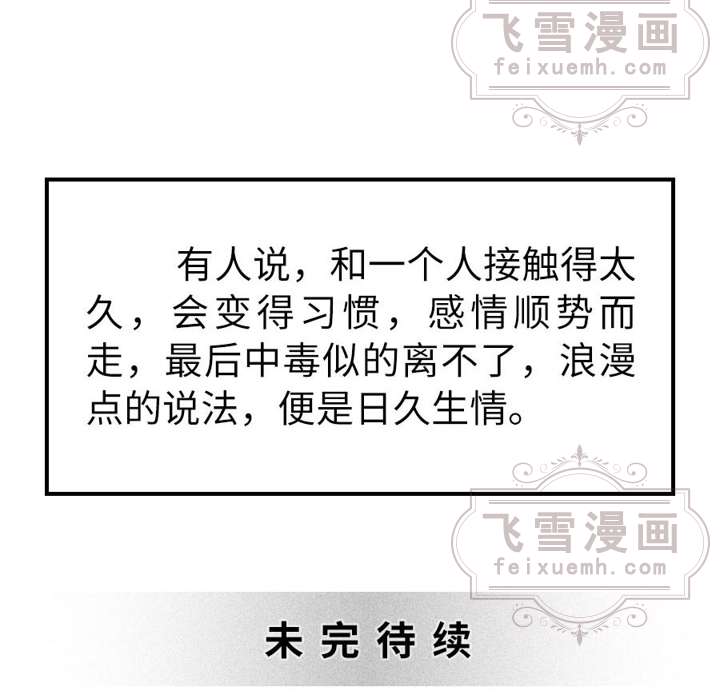 飞雪漫画
feixuemh.com
有人说，和一个人接触得太
久，会变得习惯，感情顺势而
走，最后中毒似的离不了，浪漫
点的说法，便是日久生情。
飞雪漫画
feixuemh.com
未完待续